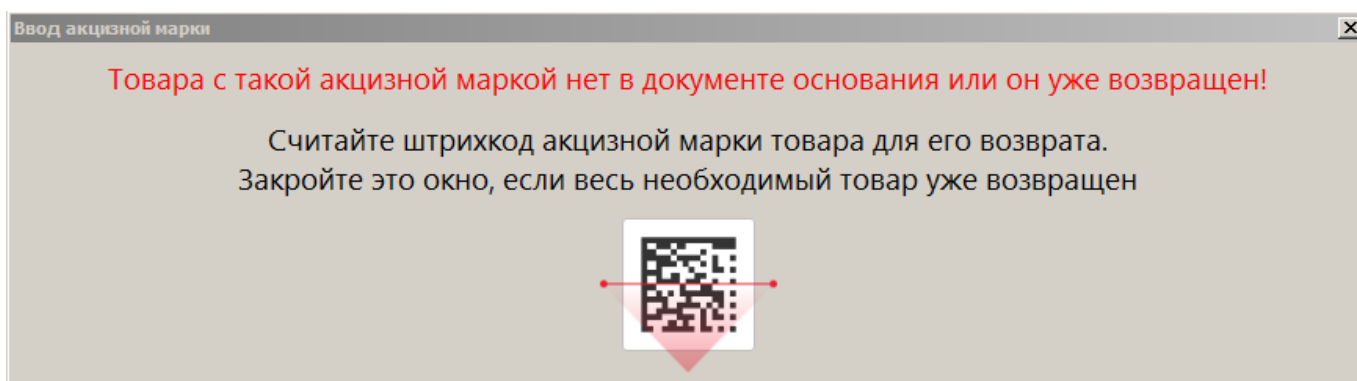 Ввод акцизной марки
Товара с такой акцизной маркой нет в документе основания или он уже возвращен!
Считайте штрихкод акцизной марки товара для его возврата.
Закройте это окно, если весь необходимый товар уже возвращен